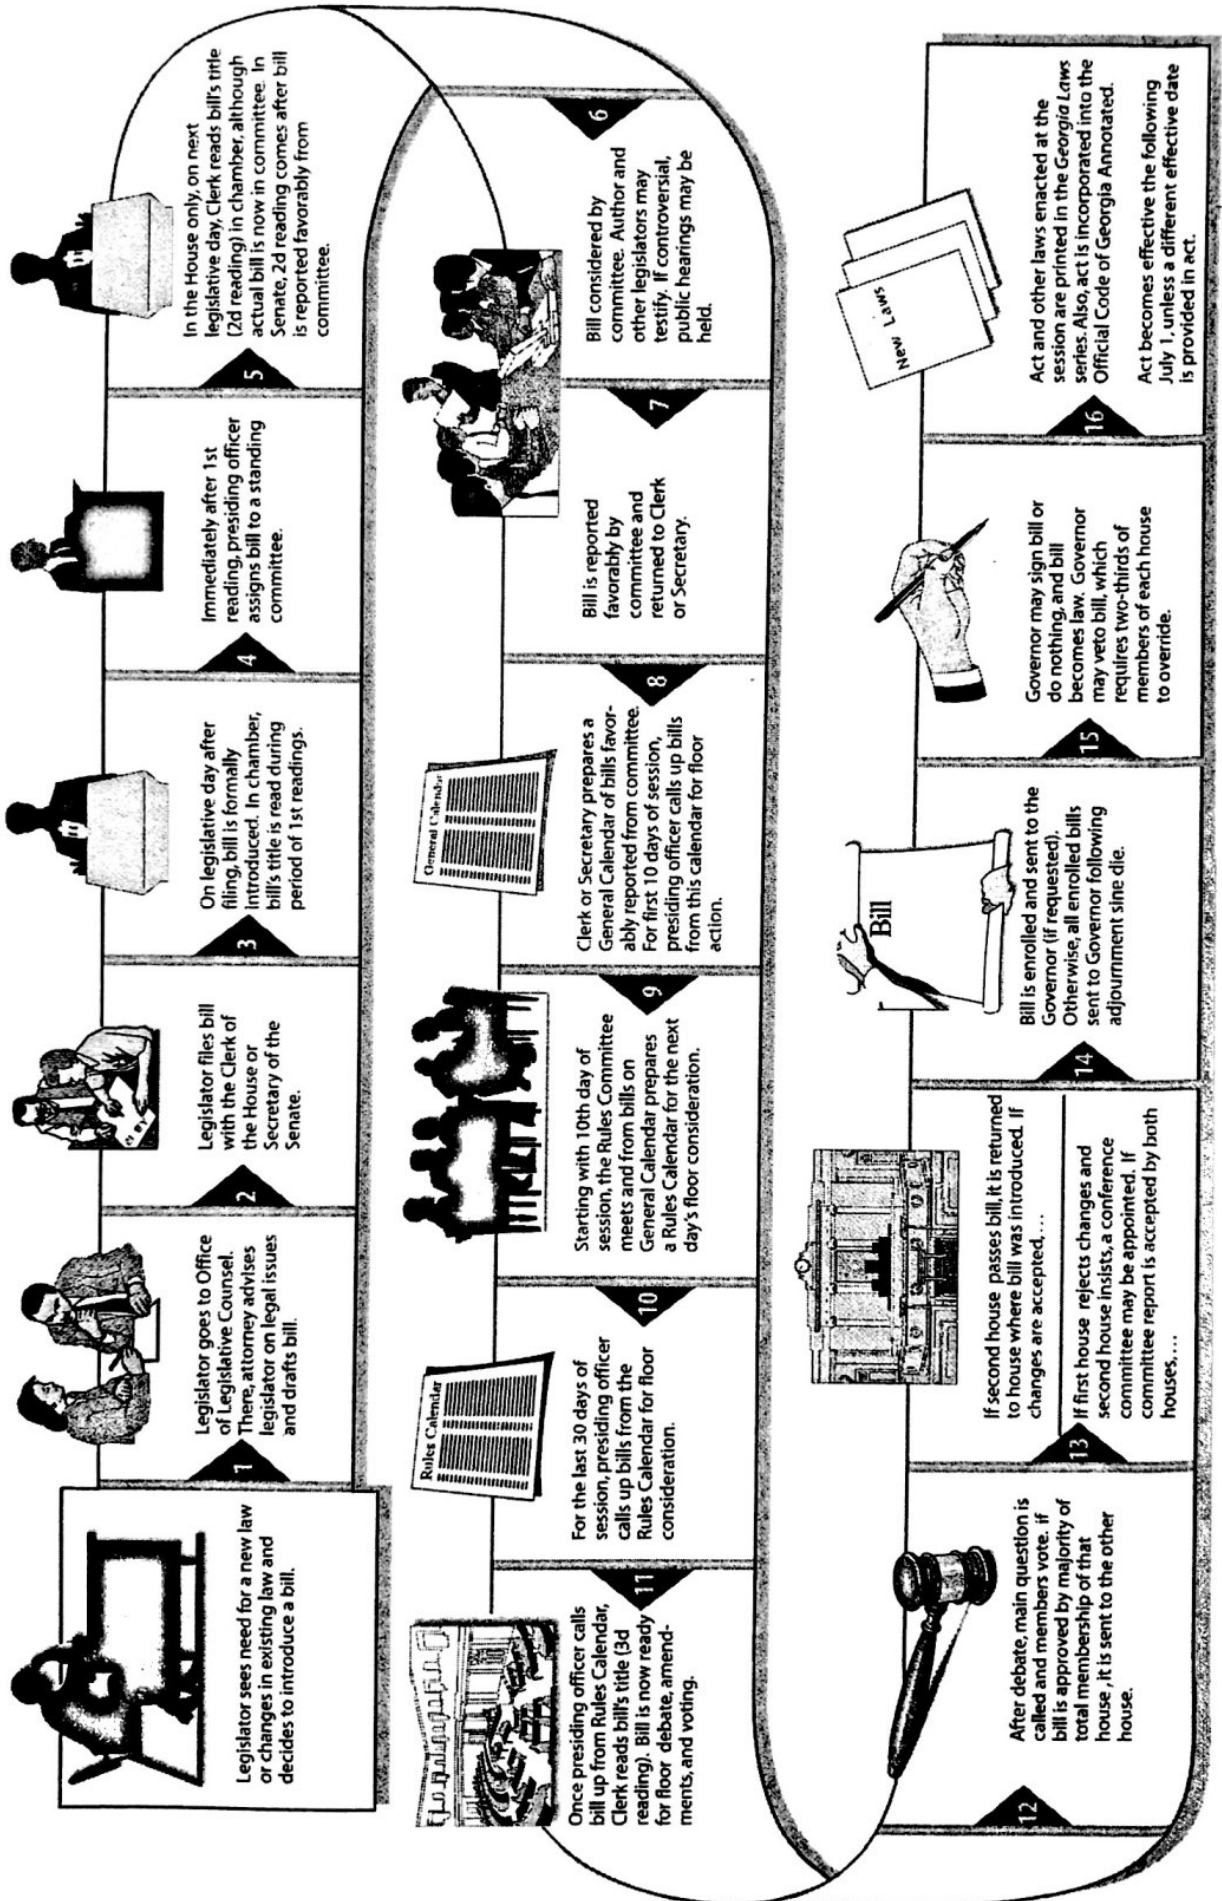 Legislator sees need for a new law
or changes in existing law and
decides to introduce a bill.
1
Legislator goes to Office
of Legislative Counsel.
There, attorney advises
legislator on legal issues
and drafts bill.
2
Legislator files bill
with the Clerk of
the House or
Secretary of the
Senate.
3
On legislative day after
filing, bill is formally
introduced. In chamber,
bill's title is read during
period of 1st readings.
4
Immediately after 1st
reading, presiding officer
assigns bill to a standing
committee.
5
In the House only, on next
legislative day, Clerk reads bill's title
(2d reading) in chamber, although
actual bill is now in committee. In
Senate, 2d reading comes after bill
is reported favorably from
committee.
6
Bill considered by
committee. Author and
other legislators may
testify. If controversial,
public hearings may be
held.
7
Bill is reported
favorably by
committee and
returned to Clerk
or Secretary.
8
General Calendar
Clerk or Secretary prepares a
General Calendar of bills favor-
ably reported from committee.
For first 10 days of session,
presiding officer calls up bills
from this calendar for floor
action.
9
Starting with 10th day of
session, the Rules Committee
meets and from bills on
General Calendar prepares
a Rules Calendar for the next
day's floor consideration.
10
Rules Calendar
For the last 30 days of
session, presiding officer
calls up bills from the
Rules Calendar for floor
consideration.
11
Once presiding officer calls
bill up from Rules Calendar,
Clerk reads bill's title (3d
reading). Bill is now ready
for floor debate, amend-
ments, and voting.
12
After debate, main question is
called and members vote. if
bill is approved by majority of
total membership of that
house , it is sent to the other
house.
13
If second house passes bill, it is returned
to house where bill was introduced. If
changes are accepted, ...
If first house rejects changes and
second house insists, a conference
committee may be appointed. If
committee report is accepted by both
houses, ...
14
Bill
Bill is enrolled and sent to the
Governor (if requested).
Otherwise, all enrolled bills
sent to Governor following
adjournment sine die.
15
Governor may sign bill or
do nothing, and bill
becomes law. Governor
may veto bill, which
requires two-thirds of
members of each house
to override.
16
New Laws
Act and other laws enacted at the
session are printed in the Georgia Laws
series. Also, act is incorporated into the
Official Code of Georgia Annotated.
Act becomes effective the following
July 1, unless a different effective date
is provided in act.